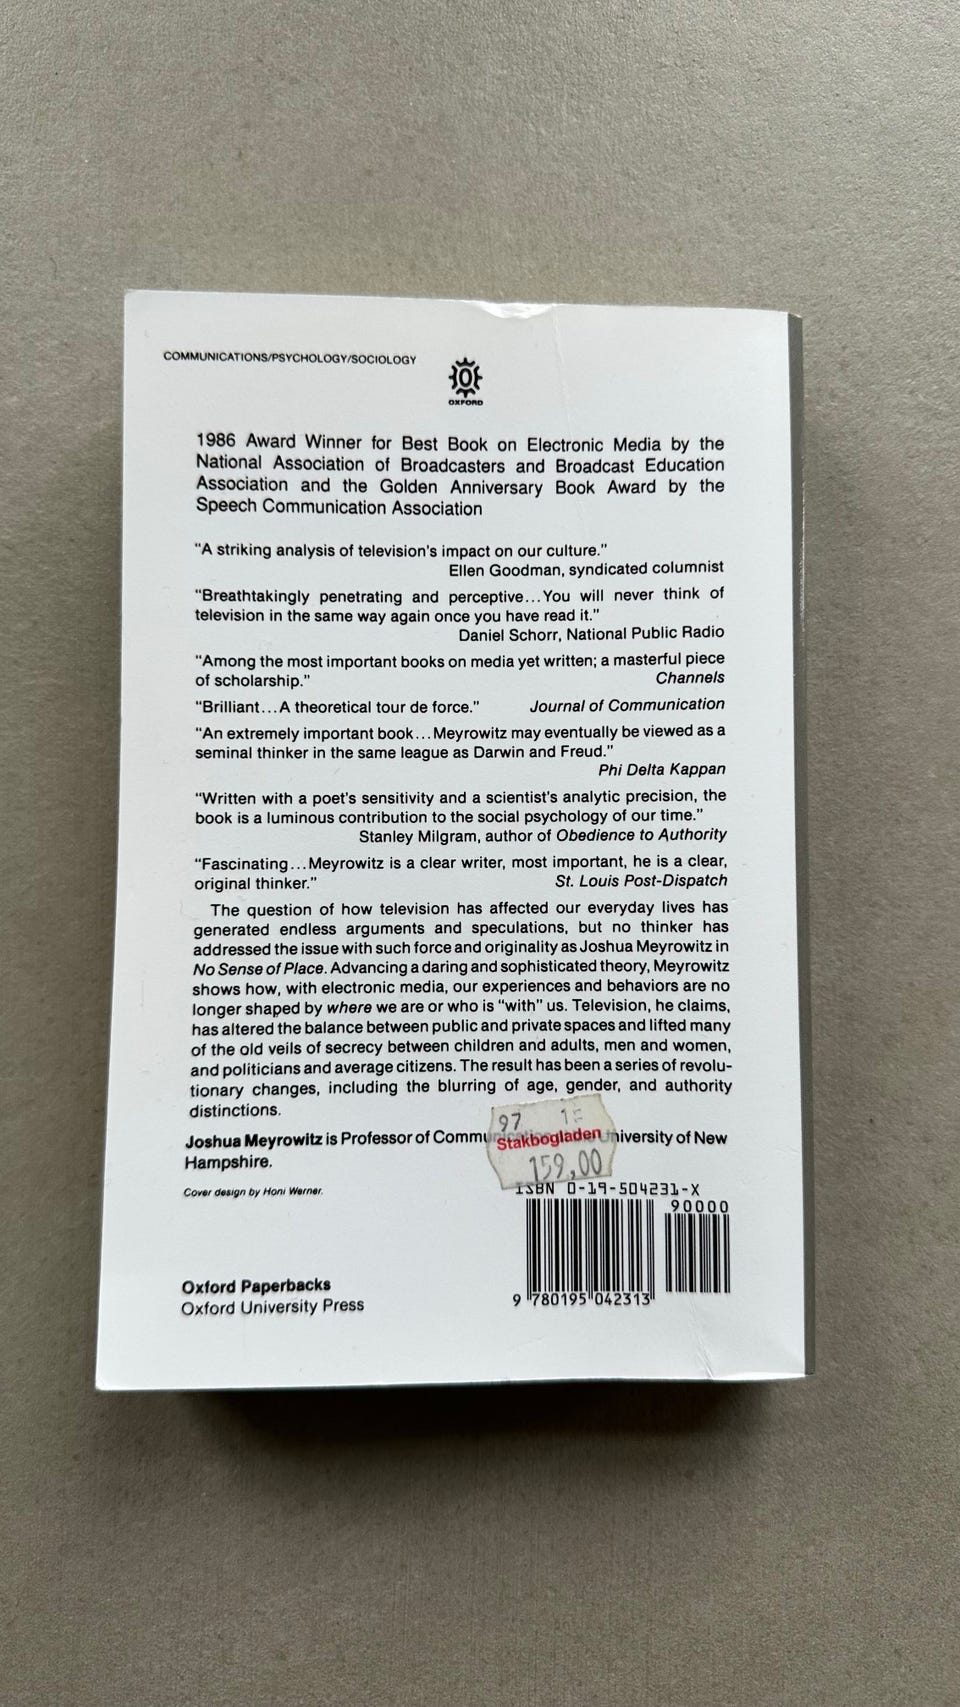 COMMUNICATIONS/PSYCHOLOGY/SOCIOLOGY
OXFORD
1986 Award Winner for Best Book on Electronic Media by the
National Association of Broadcasters and Broadcast Education
Association and the Golden Anniversary Book Award by the
Speech Communication Association
“A striking analysis of television's impact on our culture.”
Ellen Goodman, syndicated columnist
“Breathtakingly penetrating and perceptive...You will never think of
television in the same way again once you have read it.”
Daniel Schorr, National Public Radio
“Among the most important books on media yet written; a masterful piece
of scholarship.” Channels
“Brilliant...A theoretical tour de force.” Journal of Communication
“An extremely important book...Meyrowitz may eventually be viewed as a
seminal thinker in the same league as Darwin and Freud.”
Phi Delta Kappan
“Written with a poet's sensitivity and a scientist's analytic precision, the
book is a luminous contribution to the social psychology of our time.”
Stanley Milgram, author of Obedience to Authority
“Fascinating...Meyrowitz is a clear writer, most important, he is a clear,
original thinker.” St. Louis Post-Dispatch
The question of how television has affected our everyday lives has
generated endless arguments and speculations, but no thinker has
addressed the issue with such force and originality as Joshua Meyrowitz in
No Sense of Place. Advancing a daring and sophisticated theory, Meyrowitz
shows how, with electronic media, our experiences and behaviors are no
longer shaped by where we are or who is “with” us. Television, he claims,
has altered the balance between public and private spaces and lifted many
of the old veils of secrecy between children and adults, men and women,
and politicians and average citizens. The result has been a series of revolu-
tionary changes, including the blurring of age, gender, and authority
distinctions.
97
Joshua Meyrowitz is Professor of of New
Stakbogladen
Hampshire.
159,00
Cover design by Honi Werner.
ISBN 0-19-504231-X
90000
Oxford Paperbacks
Oxford University Press
9 780195 042313